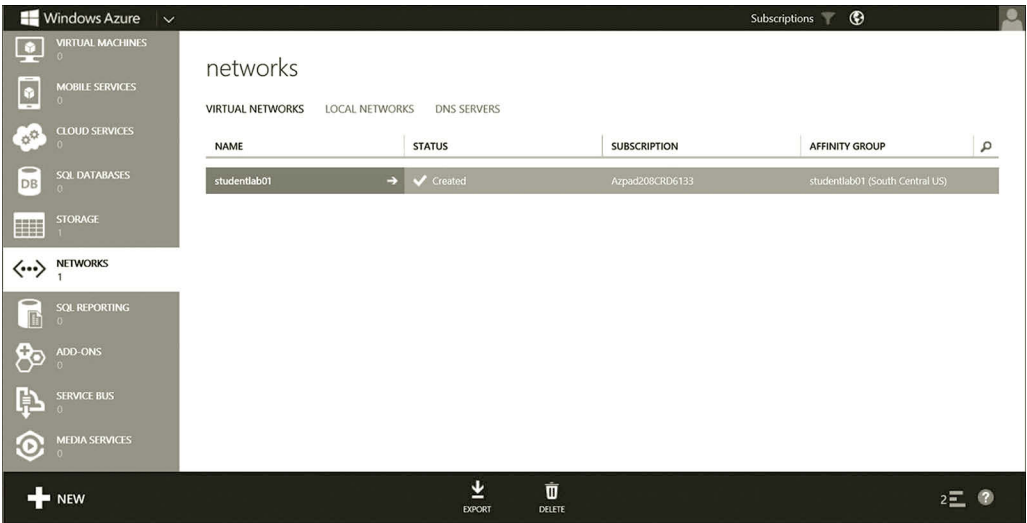 Windows Azure
Subscriptions
VIRTUAL MACHINES
0
MOBILE SERVICES
0
CLOUD SERVICES
0
SQL DATABASES
0
DB
STORAGE
1
NETWORKS
1
SQL REPORTING
0
ADD-ONS
0
SERVICE BUS
0
MEDIA SERVICES
0
networks
VIRTUAL NETWORKS LOCAL NETWORKS DNS SERVERS
NAME STATUS SUBSCRIPTION AFFINITY GROUP
studentlab01 Created Azpad208CRD6133 studentlab01 (South Central US)
NEW
EXPORT
DELETE
2
?